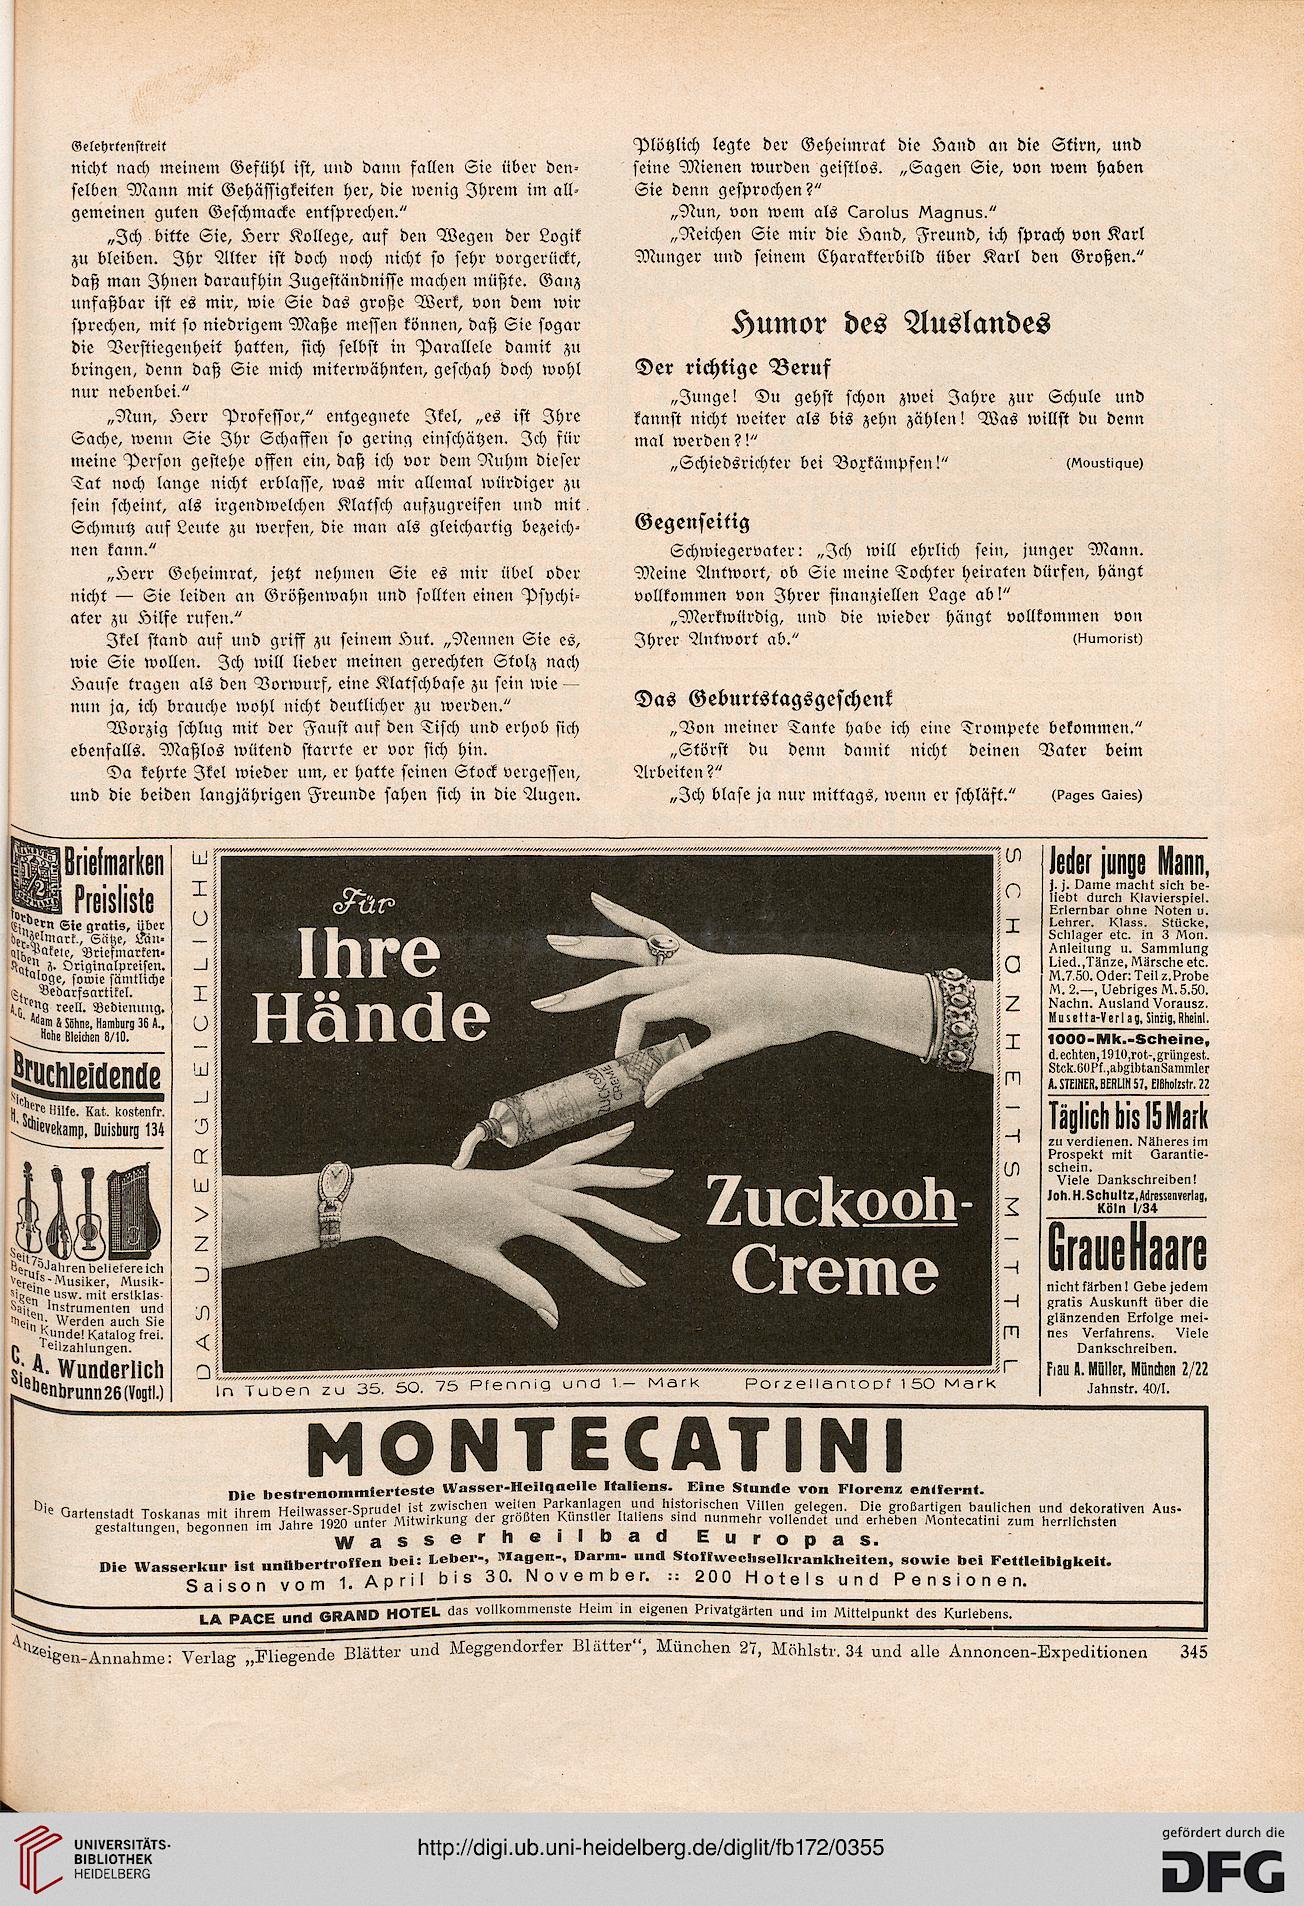 Gelehrtenstreit
nicht nach meinem Gefühl ist, und dann fallen Sie über den-
selben Mann mit Gehässigkeiten her, die wenig Ihrem im all-
gemeinen guten Geschmacke entsprechen."
„Ich bitte Sie, Herr Kollege, auf den Wegen der Logik
zu bleiben. Ihr Alter ist doch noch nicht so sehr vorgerückt,
daß man Ihnen daraufhin Zugeständnisse machen müßte. Ganz
unfaßbar ist es mir, wie Sie das große Werk, von dem wir
sprechen, mit so niedrigem Maße messen können, daß Sie sogar
die Verstiegenheit hatten, sich selbst in Parallele damit zu
bringen, denn daß Sie mich miterwähnten, geschah doch wohl
nur nebenbei."
„Nun, Herr Professor," entgegnete Ikel, „es ist Ihre
Sache, wenn Sie Ihr Schaffen so gering einschätzen. Ich für
meine Person gestehe offen ein, daß ich vor dem Ruhm dieser
Tat noch lange nicht erblasse, was mir allemal würdiger zu
sein scheint, als irgendwelchen Klatsch aufzugreifen und mit
Schmutz auf Leute zu werfen, die man als gleichartig bezeich-
nen kann."
„Herr Geheimrat, jetzt nehmen Sie es mir übel oder
nicht — Sie leiden an Größenwahn und sollten einen Psychi-
ater zu Hilfe rufen."
Ikel stand auf und griff zu seinem Hut. „Nennen Sie es,
wie Sie wollen. Ich will lieber meinen gerechten Stolz nach
Hause tragen als den Vorwurf, eine Klatschbase zu sein wie —
nun ja, ich brauche wohl nicht deutlicher zu werden."
Worzig schlug mit der Faust auf den Tisch und erhob sich
ebenfalls. Maßlos wütend starrte er vor sich hin.
Da kehrte Ikel wieder um, er hatte seinen Stock vergessen,
und die beiden langjährigen Freunde sahen sich in die Augen.
Plötzlich legte der Geheimrat die Hand an die Stirn, und
seine Mienen wurden geistlos. „Sagen Sie, von wem haben
Sie denn gesprochen?"
„Nun, von wem als Carolus Magnus."
„Reichen Sie mir die Hand, Freund, ich sprach von Karl
Munger und seinem Charakterbild über Karl den Großen."
Humor des Auslandes
Der richtige Beruf
„Junge! Du gehst schon zwei Jahre zur Schule und
kannst nicht weiter als bis zehn zählen! Was willst du denn
mal werden?!"
„Schiedsrichter bei Boxkämpfen!" (Moustique)
Gegenseitig
Schwiegervater: „Ich will ehrlich sein, junger Mann.
Meine Antwort, ob Sie meine Tochter heiraten dürfen, hängt
vollkommen von Ihrer finanziellen Lage ab!"
„Merkwürdig, und die wieder hängt vollkommen von
Ihrer Antwort ab." (Humorist)
Das Geburtstagsgeschenk
„Von meiner Tante habe ich eine Trompete bekommen."
„Störst du denn damit nicht deinen Vater beim
Arbeiten?"
„Ich blase ja nur mittags, wenn er schläft." (Pages Gaies)
HAMBURG
1/2
Briefmarken
Preisliste
fordern Sie gratis, über
Einzelmark., Sätze, Län-
der-Pakete, Briefmarken-
alben z. Originalpreisen.
Kataloge, sowie sämtliche
Bedarfsartikel.
Streng reell. Bedienung.
A.G. Adam & Söhne, Hamburg 36 A.,
Hohe Bleichen 8/10.
Bruchleidende
Sichere Hilfe. Kat. kostenfr.
H. Schievekamp, Duisburg 134
Seit 75 Jahren beliefere ich
Berufs-Musiker, Musik-
vereine usw. mit erstklas-
sigen Instrumenten und
Saiten. Werden auch Sie
mein Kunde! Katalog frei.
Teilzahlungen.
C. A. Wunderlich
Siebenbrunn 26 (Vogtl.)
DAS UNVERGLEICHLICHE
Für
Ihre
Hände
ZUCKOOH
CREME
Zuckooh-
Creme
SCHÖNHEITSMITTEL
In Tuben zu 35, 50, 75 Pfennig und 1.— Mark Porzellantopf 1 50 Mark
Jeder junge Mann,
j. j. Dame macht sich be-
liebt durch Klavierspiel.
Erlernbar ohne Noten u.
Lehrer. Klass. Stücke,
Schlager etc. in 3 Mon.
Anleitung u. Sammlung
Lied., Tänze, Märsche etc.
M.7.50. Oder: Teil z. Probe
M. 2.—, Uebriges M. 5.50.
Nachn. Ausland Vorausz.
Musetta-Verlag, Sinzig, Rheinl.
1000-Mk.-Scheine,
d. echten, 1910, rot-, grüngest.
Stck. 60 Pf., abgibt an Sammler
A. STEINER, BERLIN 57, Elßholzstr. 22
Täglich bis 15 Mark
zu verdienen. Näheres im
Prospekt mit Garantie-
schein.
Viele Dankschreiben!
Joh. H. Schultz, Adressenverlag,
Köln I/34
Graue Haare
nicht färben! Gebe jedem
gratis Auskunft über die
glänzenden Erfolge mei-
nes Verfahrens. Viele
Dankschreiben.
Frau A. Müller, München 2/22
Jahnstr. 40/I.
MONTECATINI
Die bestrenommierteste Wasser-Heilquelle Italiens. Eine Stunde von Florenz entfernt.
Die Gartenstadt Toskanas mit ihrem Heilwasser-Sprudel ist zwischen weiten Parkanlagen und historischen Villen gelegen. Die großartigen baulichen und dekorativen Aus-
gestaltungen, begonnen im Jahre 1920 unter Mitwirkung der größten Künstler Italiens sind nunmehr vollendet und erheben Montecatini zum herrlichsten
Wasserheilbad Europas.
Die Wasserkur ist unübertroffen bei: Leber-, Magen-, Darm- und Stoffwechselkrankheiten, sowie bei Fettleibigkeit.
Saison vom 1. April bis 30. November. :: 200 Hotels und Pensionen.
LA PACE und GRAND HOTEL das vollkommenste Heim in eigenen Privatgärten und im Mittelpunkt des Kurlebens.
Anzeigen-Annahme: Verlag „Fliegende Blätter und Meggendorfer Blätter“, München 27, Möhlstr. 34 und alle Annoncen-Expeditionen 345
UNIVERSITÄTS-
BIBLIOTHEK
HEIDELBERG
http://digi.ub.uni-heidelberg.de/diglit/fb172/0355
gefördert durch die
DFG